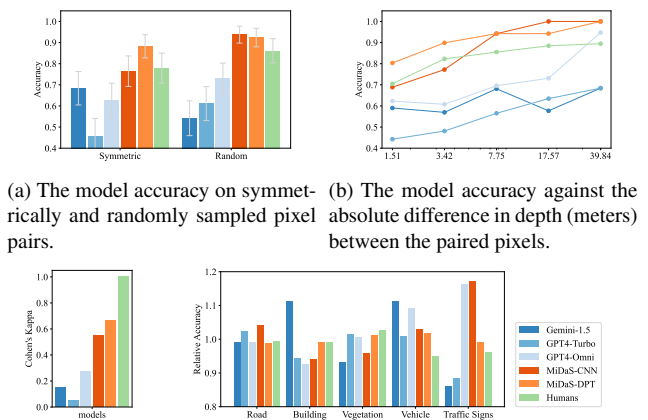 1.0
0.9
0.8
0.7
0.6
0.5
0.4
Accuracy
Symmetric
Random
1.0
0.9
0.8
0.7
0.6
0.5
0.4
Accuracy
1.51
3.42
7.75
17.57
39.84
(a) The model accuracy on symmet-
rically and randomly sampled pixel
pairs.
(b) The model accuracy against the
absolute difference in depth (meters)
between the paired pixels.
1.0
0.8
0.6
0.4
0.2
0.0
Cohen's Kappa
models
1.2
1.1
1.0
0.9
0.8
Relative Accuracy
Road
Building
Vegetation
Vehicle
Traffic Signs
Gemini-1.5
GPT4-Turbo
GPT4-Omni
MiDaS-CNN
MiDaS-DPT
Humans